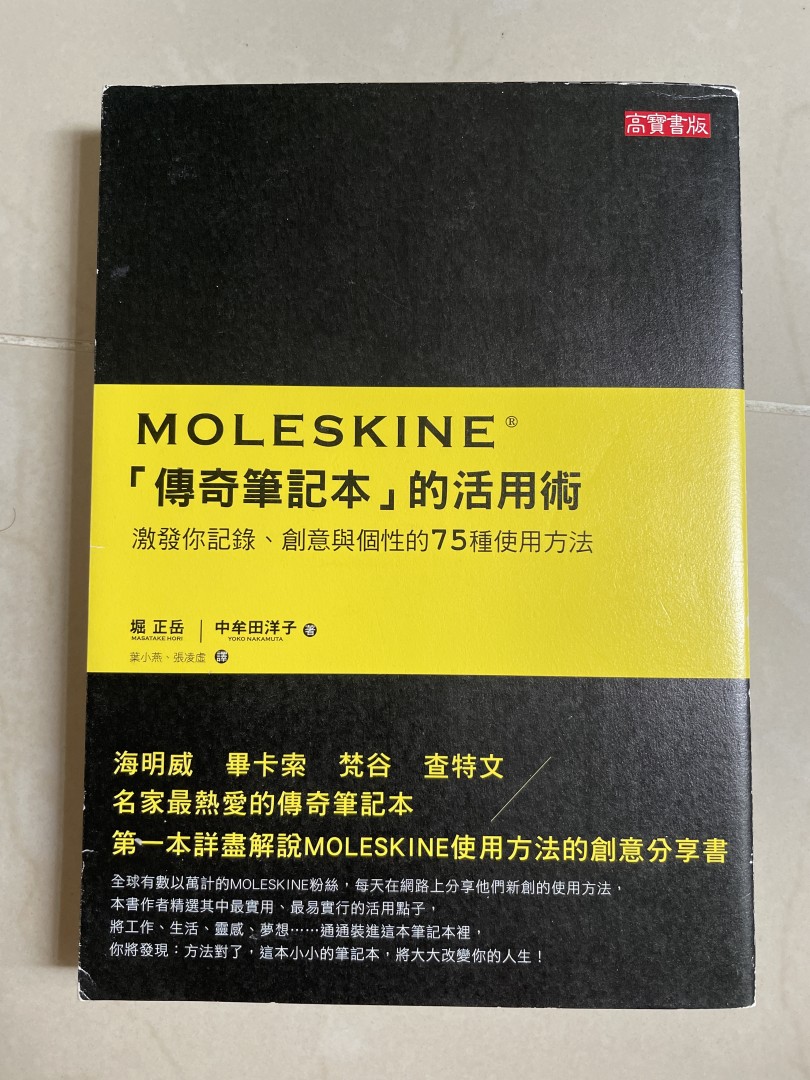 高寶書版
MOLESKINE®
「傳奇筆記本」的活用術
激發你記錄、創意與個性的75種使用方法
堀 正岳 | 中牟田洋子 著
MASATAKE HORI YOKO NAKAMUTA
葉小燕、張凌虛 譯
海明威 畢卡索 梵谷 查特文
名家最熱愛的傳奇筆記本
第一本詳盡解說MOLESKINE使用方法的創意分享書
全球有數以萬計的MOLESKINE粉絲，每天在網路上分享他們新創的使用方法，
本書作者精選其中最實用、最易實行的活用點子，
將工作、生活、靈感、夢想……通通裝進這本筆記本裡，
你將發現：方法對了，這本小小的筆記本，將大大改變你的人生！